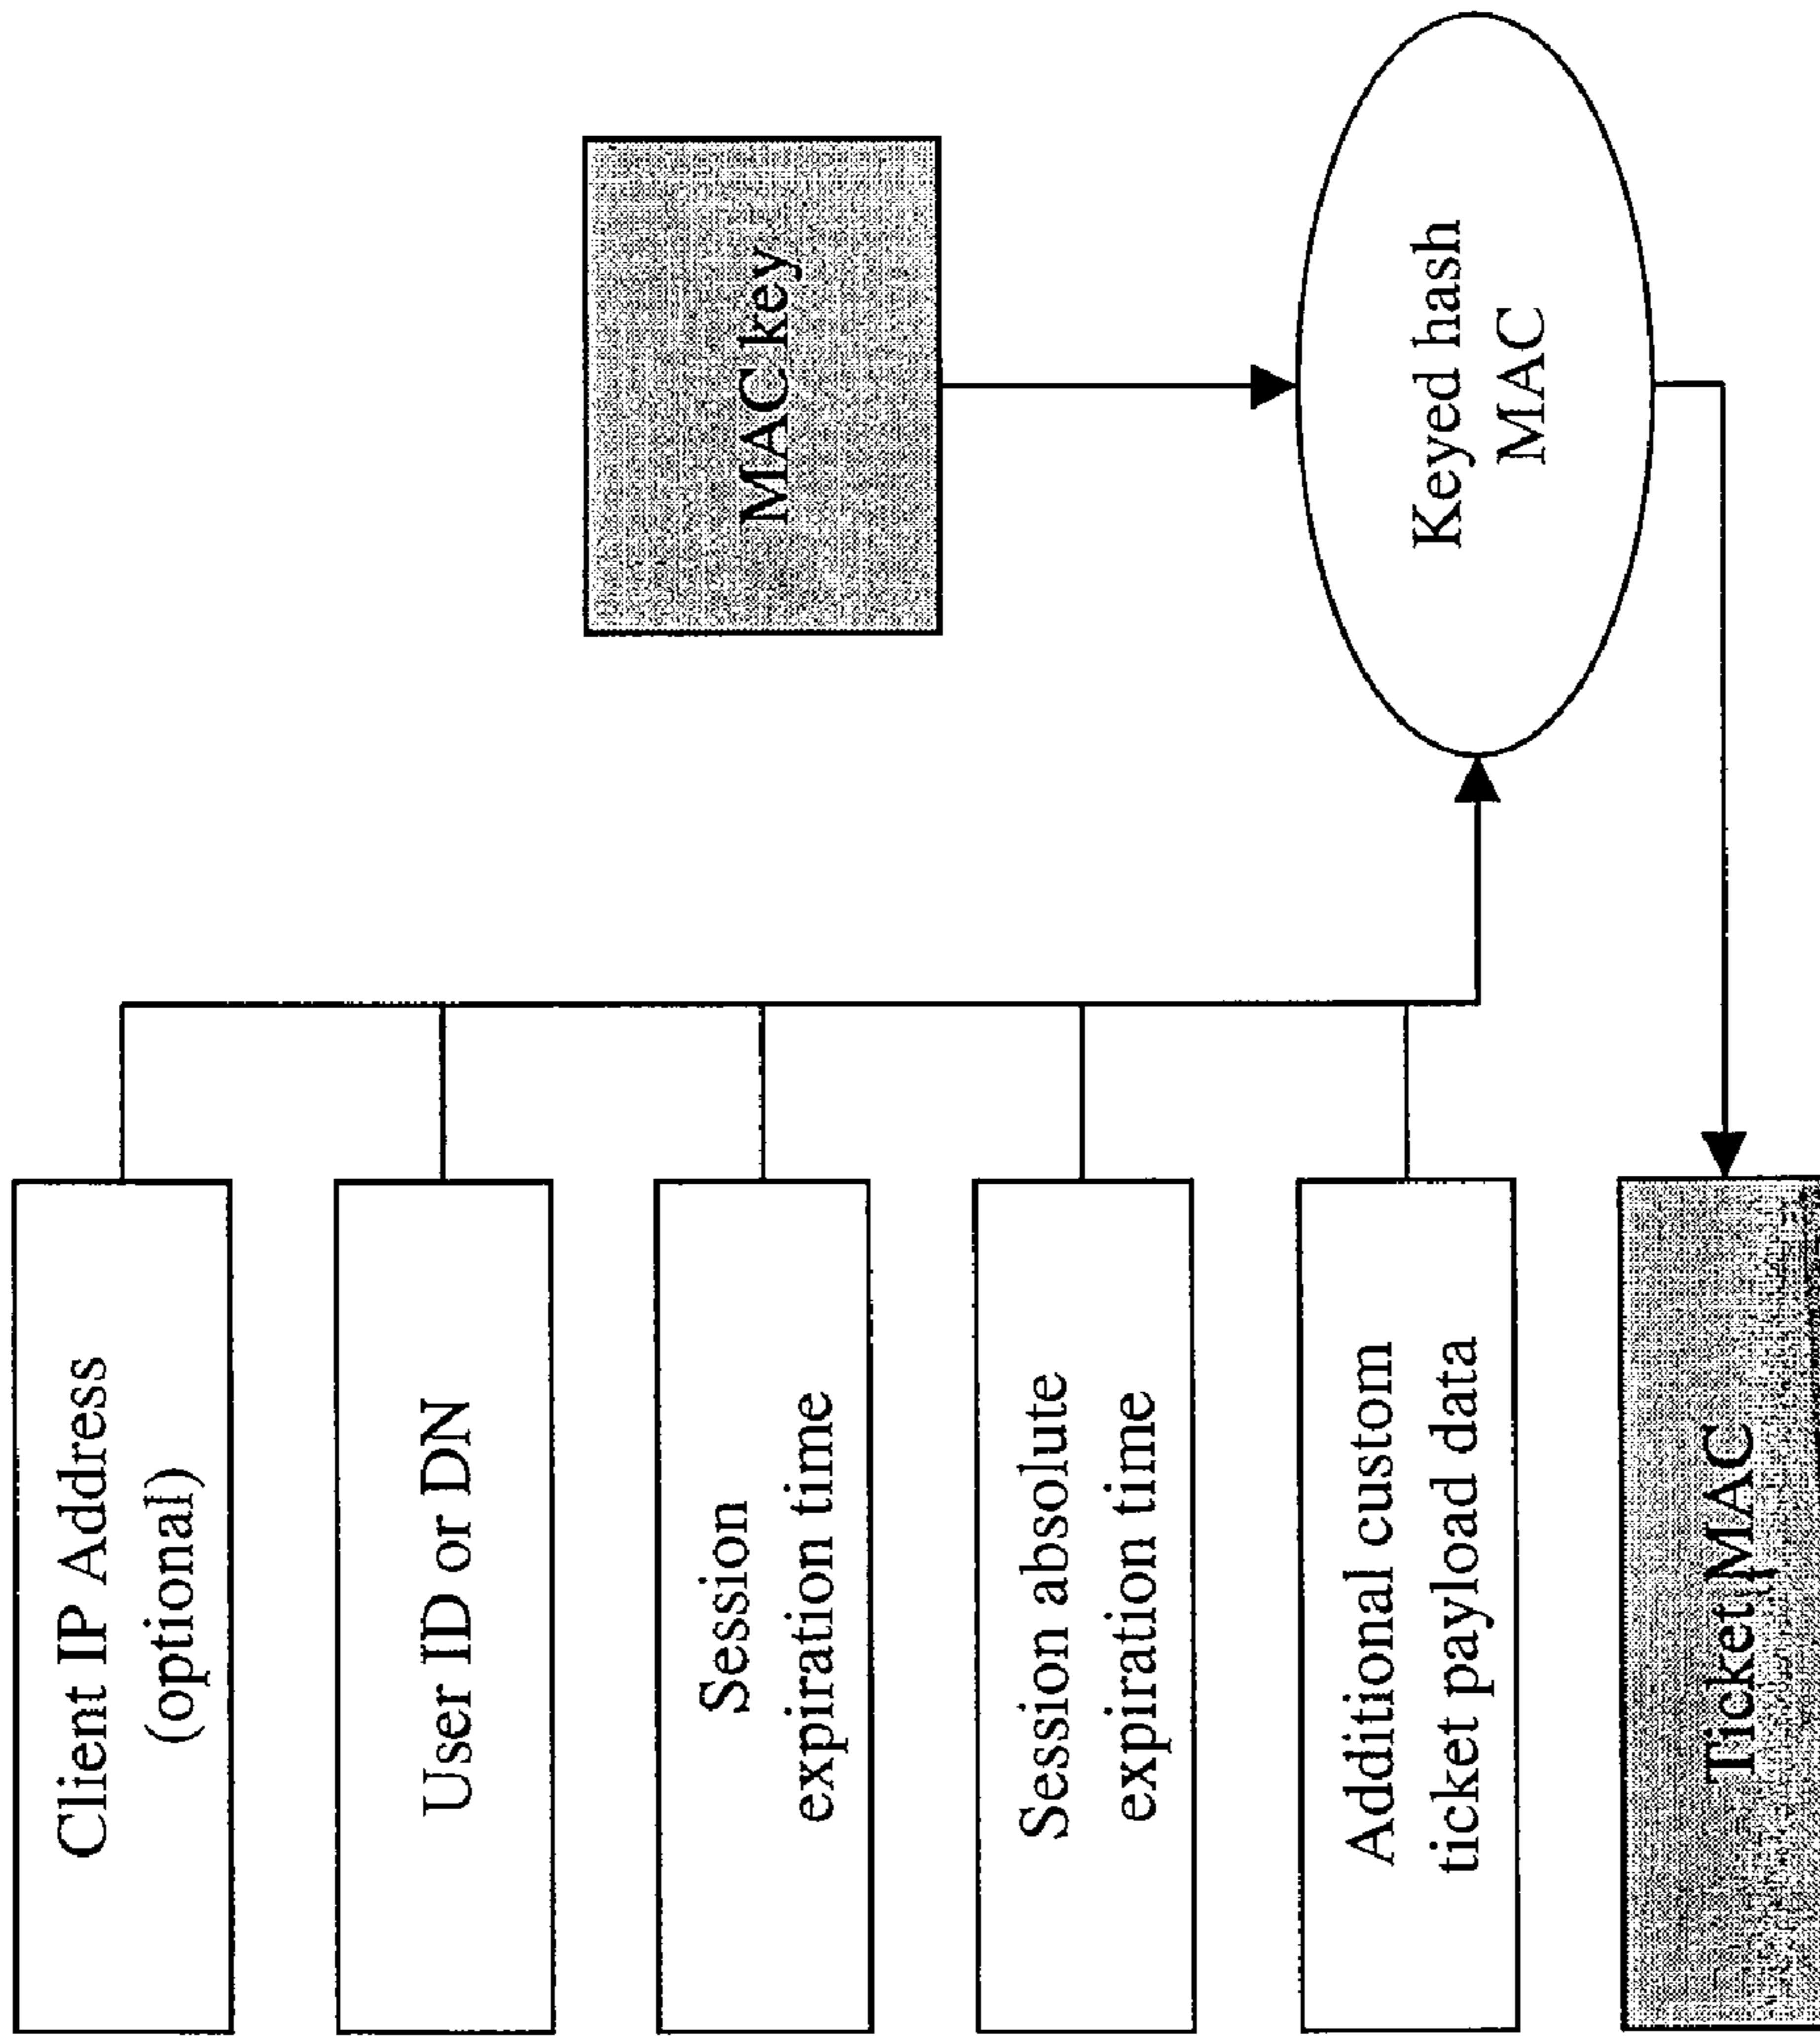 Client IP Address
(optional)
User ID or DN
Session
expiration time
Session absolute
expiration time
Additional custom
ticket payload data
Ticket MAC
MAC key
Keyed hash
MAC